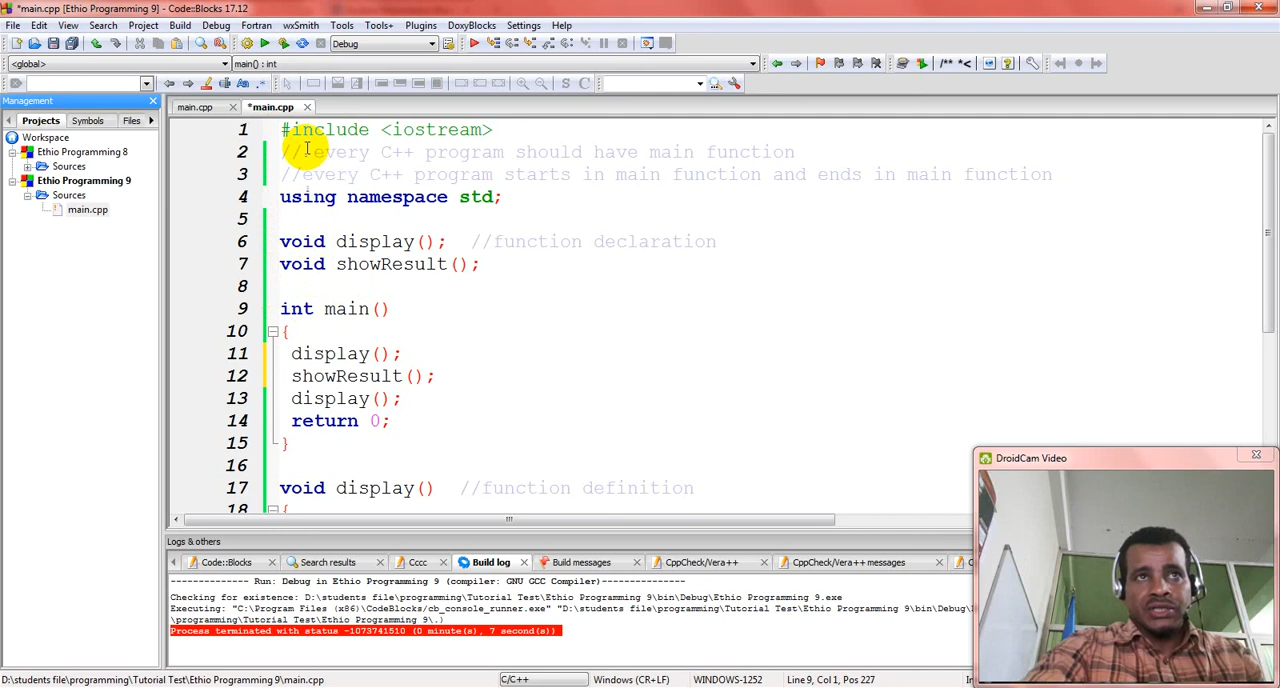 *main.cpp [Ethio Programming 9] - Code::Blocks 17.12
File Edit View Search Project Build Debug Fortran wxSmith Tools Tools+ Plugins DoxyBlocks Settings Help
Debug
<global> main() : int
/** *<
S C
Management
Projects Symbols Files
Workspace
Ethio Programming 8
Sources
Ethio Programming 9
Sources
main.cpp
main.cpp *main.cpp
1 #include <iostream>
2 //every C++ program should have main function
3 //every C++ program starts in main function and ends in main function
4 using namespace std;
5
6 void display(); //function declaration
7 void showResult();
8
9 int main()
10 {
11 display();
12 showResult();
13 display();
14 return 0;
15 }
16
17 void display() //function definition
18 {
DroidCam Video
Logs & others
Code::Blocks Search results Cccc Build log Build messages CppCheck/Vera++ CppCheck/Vera++ messages
-------------- Run: Debug in Ethio Programming 9 (compiler: GNU GCC Compiler)---------------
Checking for existence: D:\students file\programming\Tutorial Test\Ethio Programming 9\bin\Debug\Ethio Programming 9.exe
Executing: "C:\Program Files (x86)\CodeBlocks/cb_console_runner.exe" "D:\students file\programming\Tutorial Test\Ethio Programming 9\bin\Debug\
\programming\Tutorial Test\Ethio Programming 9\.)
Process terminated with status -1073741510 (0 minute(s), 7 second(s))
D:\students file\programming\Tutorial Test\Ethio Programming 9\main.cpp C/C++ Windows (CR+LF) WINDOWS-1252 Line 9, Col 1, Pos 227